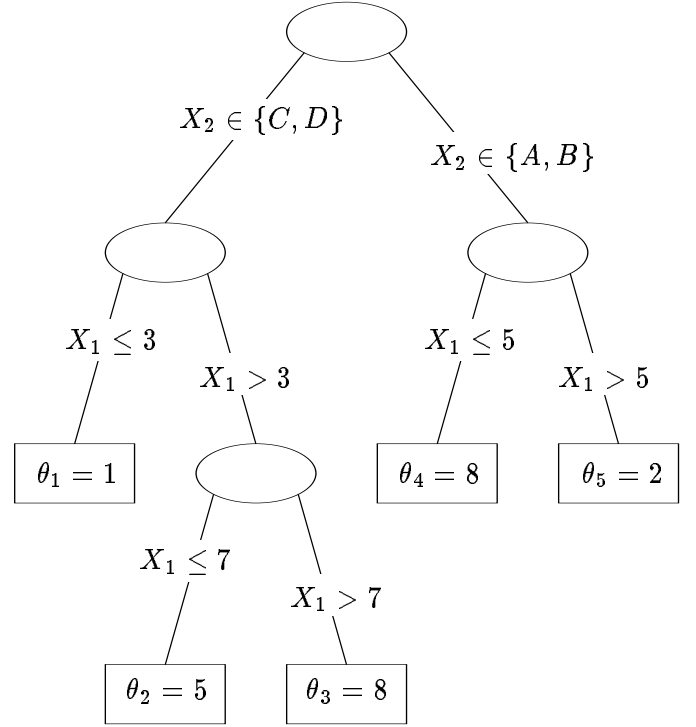 X₂ ∈ {C, D}
X₂ ∈ {A, B}
X₁ ≤ 3
X₁ > 3
X₁ ≤ 5
X₁ > 5
θ₁ = 1
θ₄ = 8
θ₅ = 2
X₁ ≤ 7
X₁ > 7
θ₂ = 5
θ₃ = 8